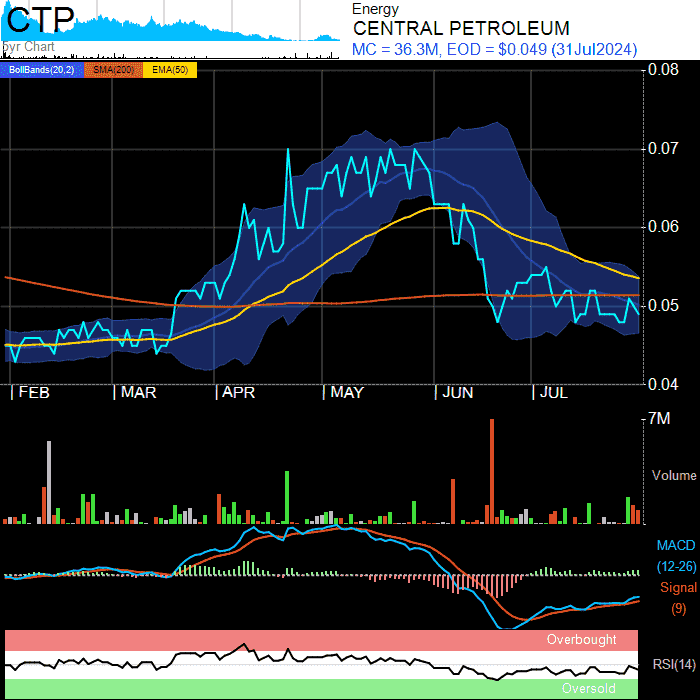 CTP
5yr Chart
Energy
CENTRAL PETROLEUM
MC = 36.3M, EOD = $0.049 (31Jul2024)
BollBands(20,2) SMA(200) EMA(50)
0.08
0.07
0.06
0.05
0.04
FEB MAR APR MAY JUN JUL
7M
Volume
MACD
(12-26)
Signal
(9)
Overbought
RSI(14)
Oversold